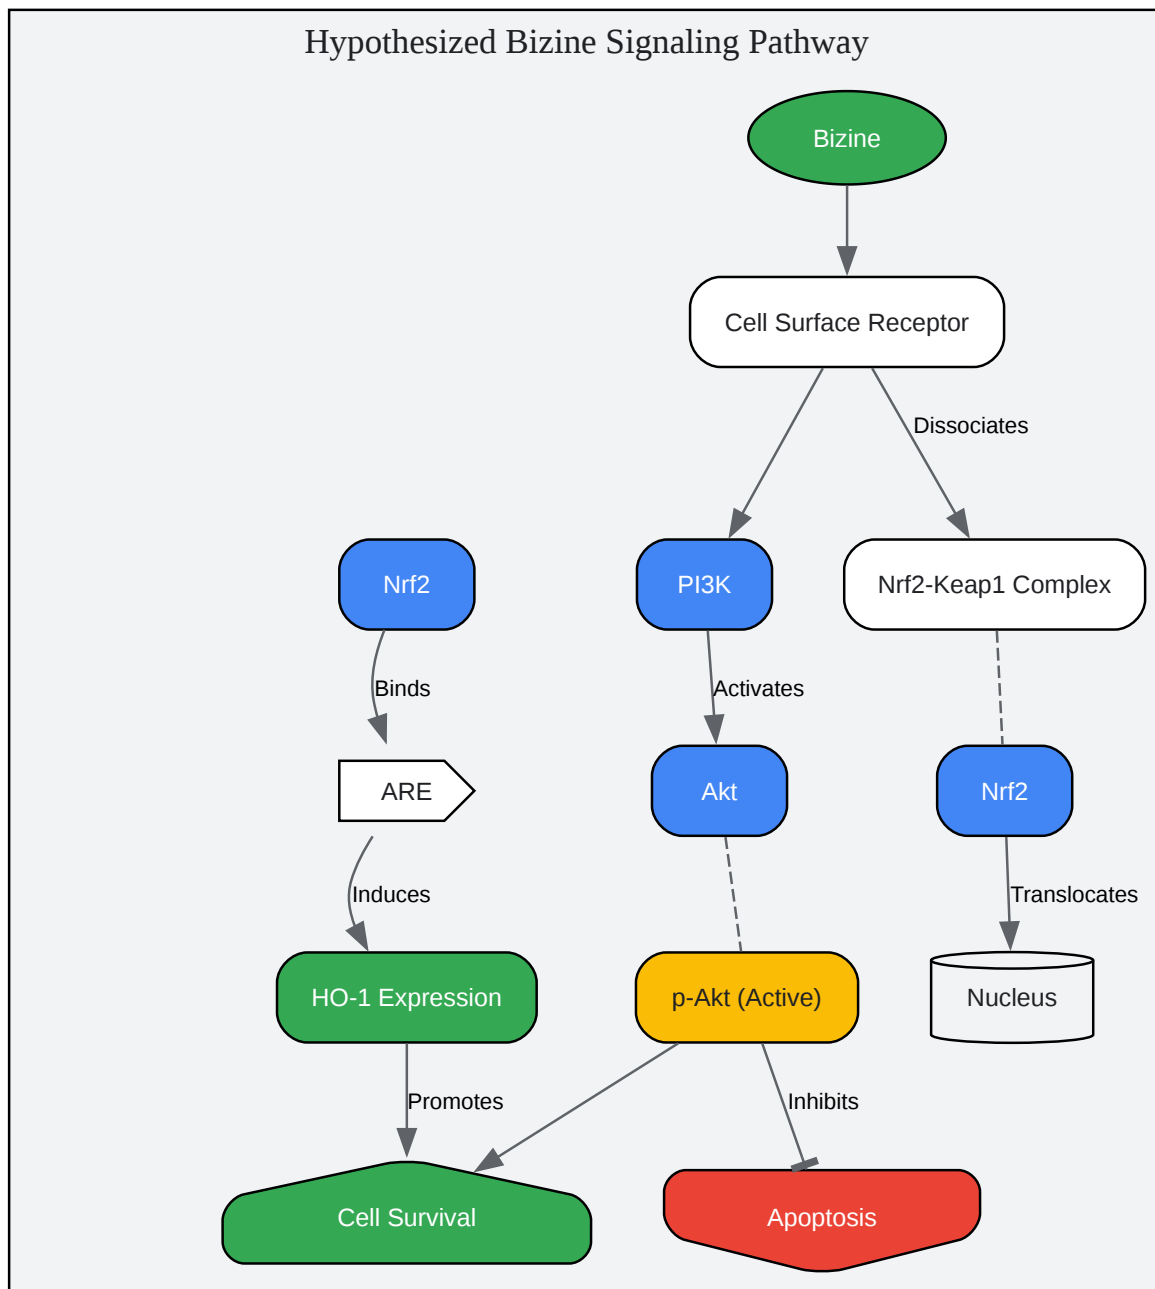 Hypothesized Bizine Signaling Pathway
Bizine
Cell Surface Receptor
Dissociates
Nrf2
PI3K
Nrf2-Keap1 Complex
Binds
Activates
ARE
Akt
Nrf2
Induces
Translocates
HO-1 Expression
p-Akt (Active)
Nucleus
Promotes
Inhibits
Cell Survival
Apoptosis